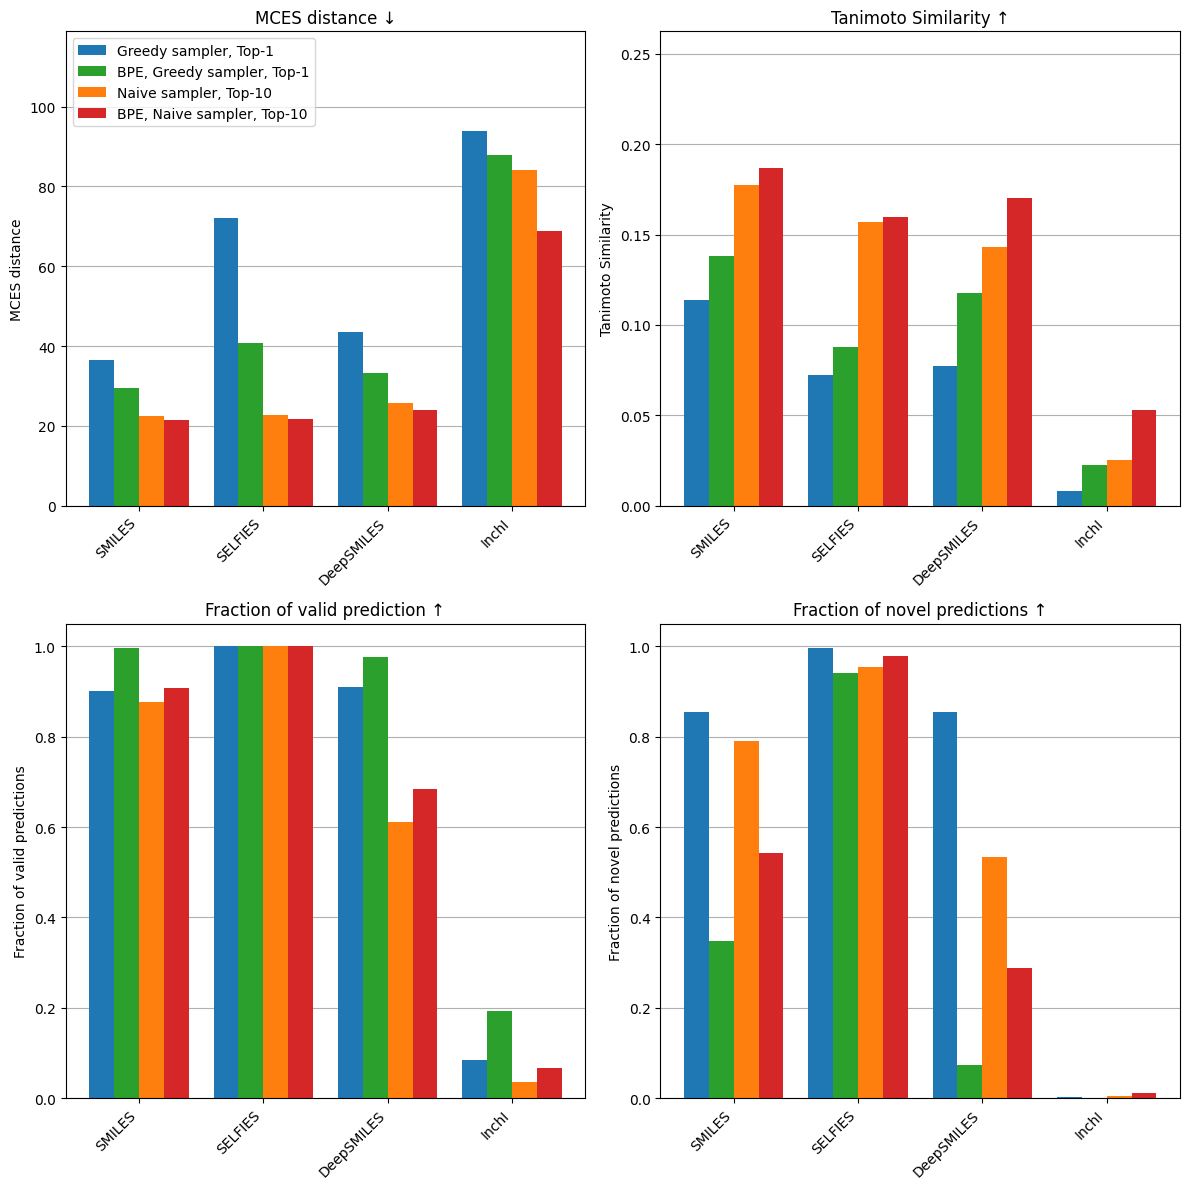 MCES distance ↓
Greedy sampler, Top-1
BPE, Greedy sampler, Top-1
Naive sampler, Top-10
BPE, Naive sampler, Top-10
MCES distance
100
80
60
40
20
0
SMILES
SELFIES
DeepSMILES
InchI
Tanimoto Similarity ↑
Tanimoto Similarity
0.25
0.20
0.15
0.10
0.05
0.00
SMILES
SELFIES
DeepSMILES
InchI
Fraction of valid prediction ↑
Fraction of valid predictions
1.0
0.8
0.6
0.4
0.2
0.0
SMILES
SELFIES
DeepSMILES
InchI
Fraction of novel predictions ↑
Fraction of novel predictions
1.0
0.8
0.6
0.4
0.2
0.0
SMILES
SELFIES
DeepSMILES
InchI